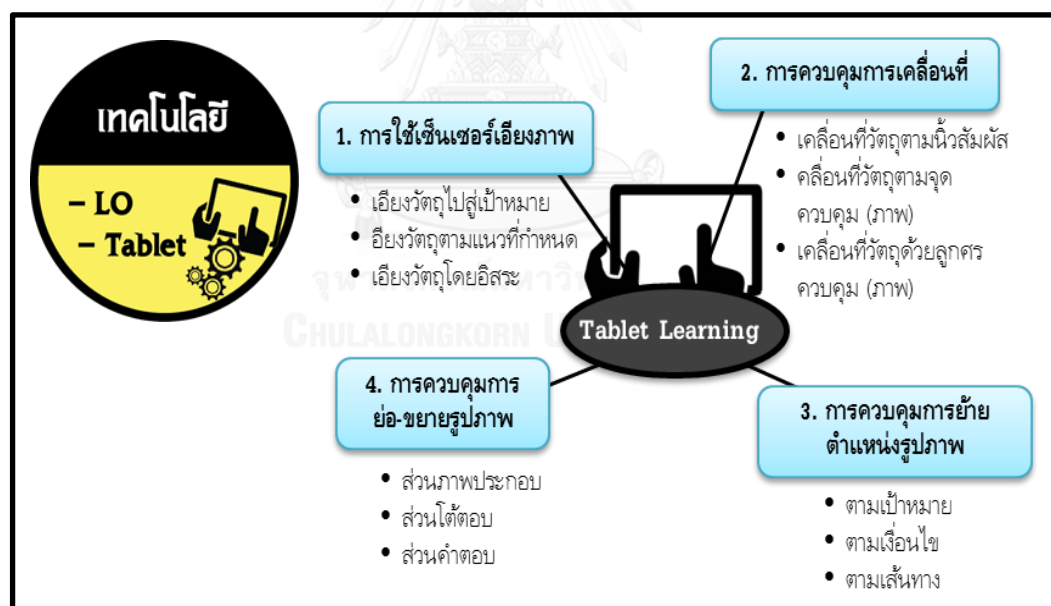 เทคโนโลยี
– LO
– Tablet
1. การใช้เซ็นเซอร์เอียงภาพ
• เอียงวัตถุไปสู่เป้าหมาย
• อียงวัตถุตามแนวที่กำหนด
• เอียงวัตถุโดยอิสระ
2. การควบคุมการเคลื่อนที่
• เคลื่อนที่วัตถุตามนิ้วสัมผัส
• คลื่อนที่วัตถุตามจุด
ควบคุม (ภาพ)
• เคลื่อนที่วัตถุด้วยลูกศร
ควบคุม (ภาพ)
CHULALONGKORN
Tablet Learning
4. การควบคุมการ
ย่อ-ขยายรูปภาพ
• ส่วนภาพประกอบ
• ส่วนโต้ตอบ
• ส่วนคำตอบ
3. การควบคุมการย้าย
ตำแหน่งรูปภาพ
• ตามเป้าหมาย
• ตามเงื่อนไข
• ตามเส้นทาง